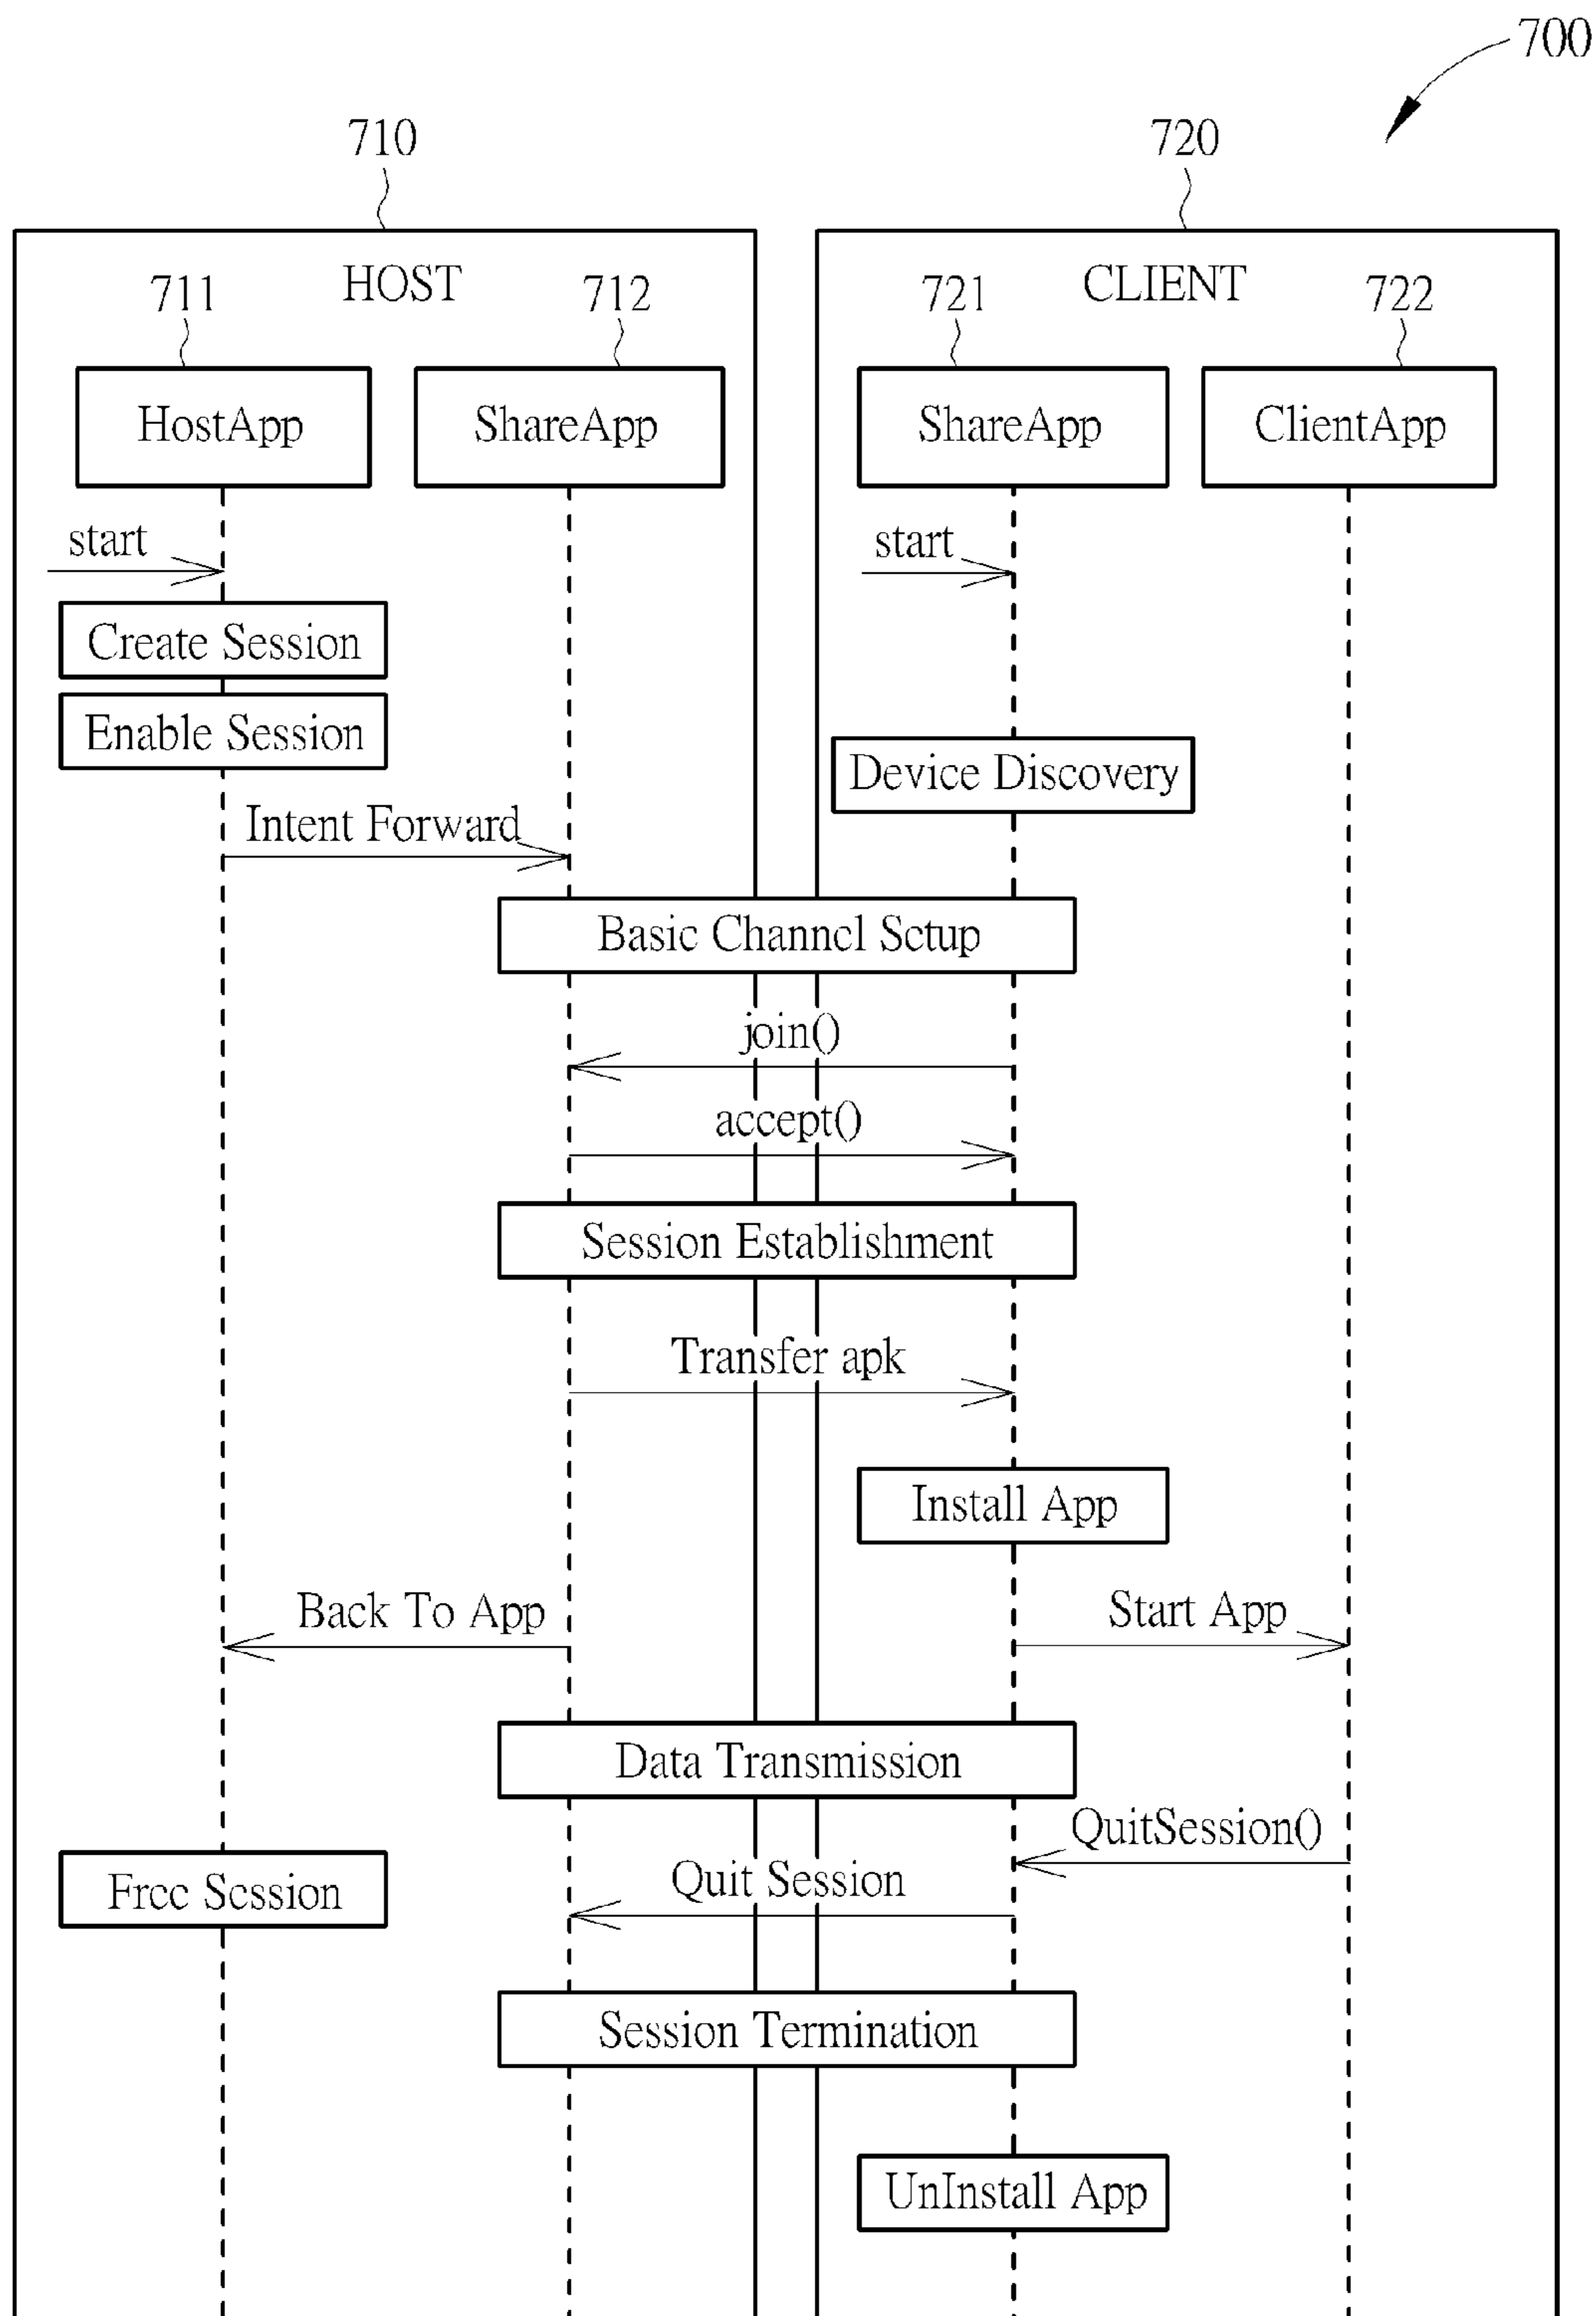 700
710
720
HOST
CLIENT
711
712
721
722
HostApp
ShareApp
ShareApp
ClientApp
start
start
Create Session
Enable Session
Device Discovery
Intent Forward
Basic Channel Setup
join()
accept()
Session Establishment
Transfer apk
Install App
Back To App
Start App
Data Transmission
QuitSession()
Quit Session
Free Session
Session Termination
UnInstall App